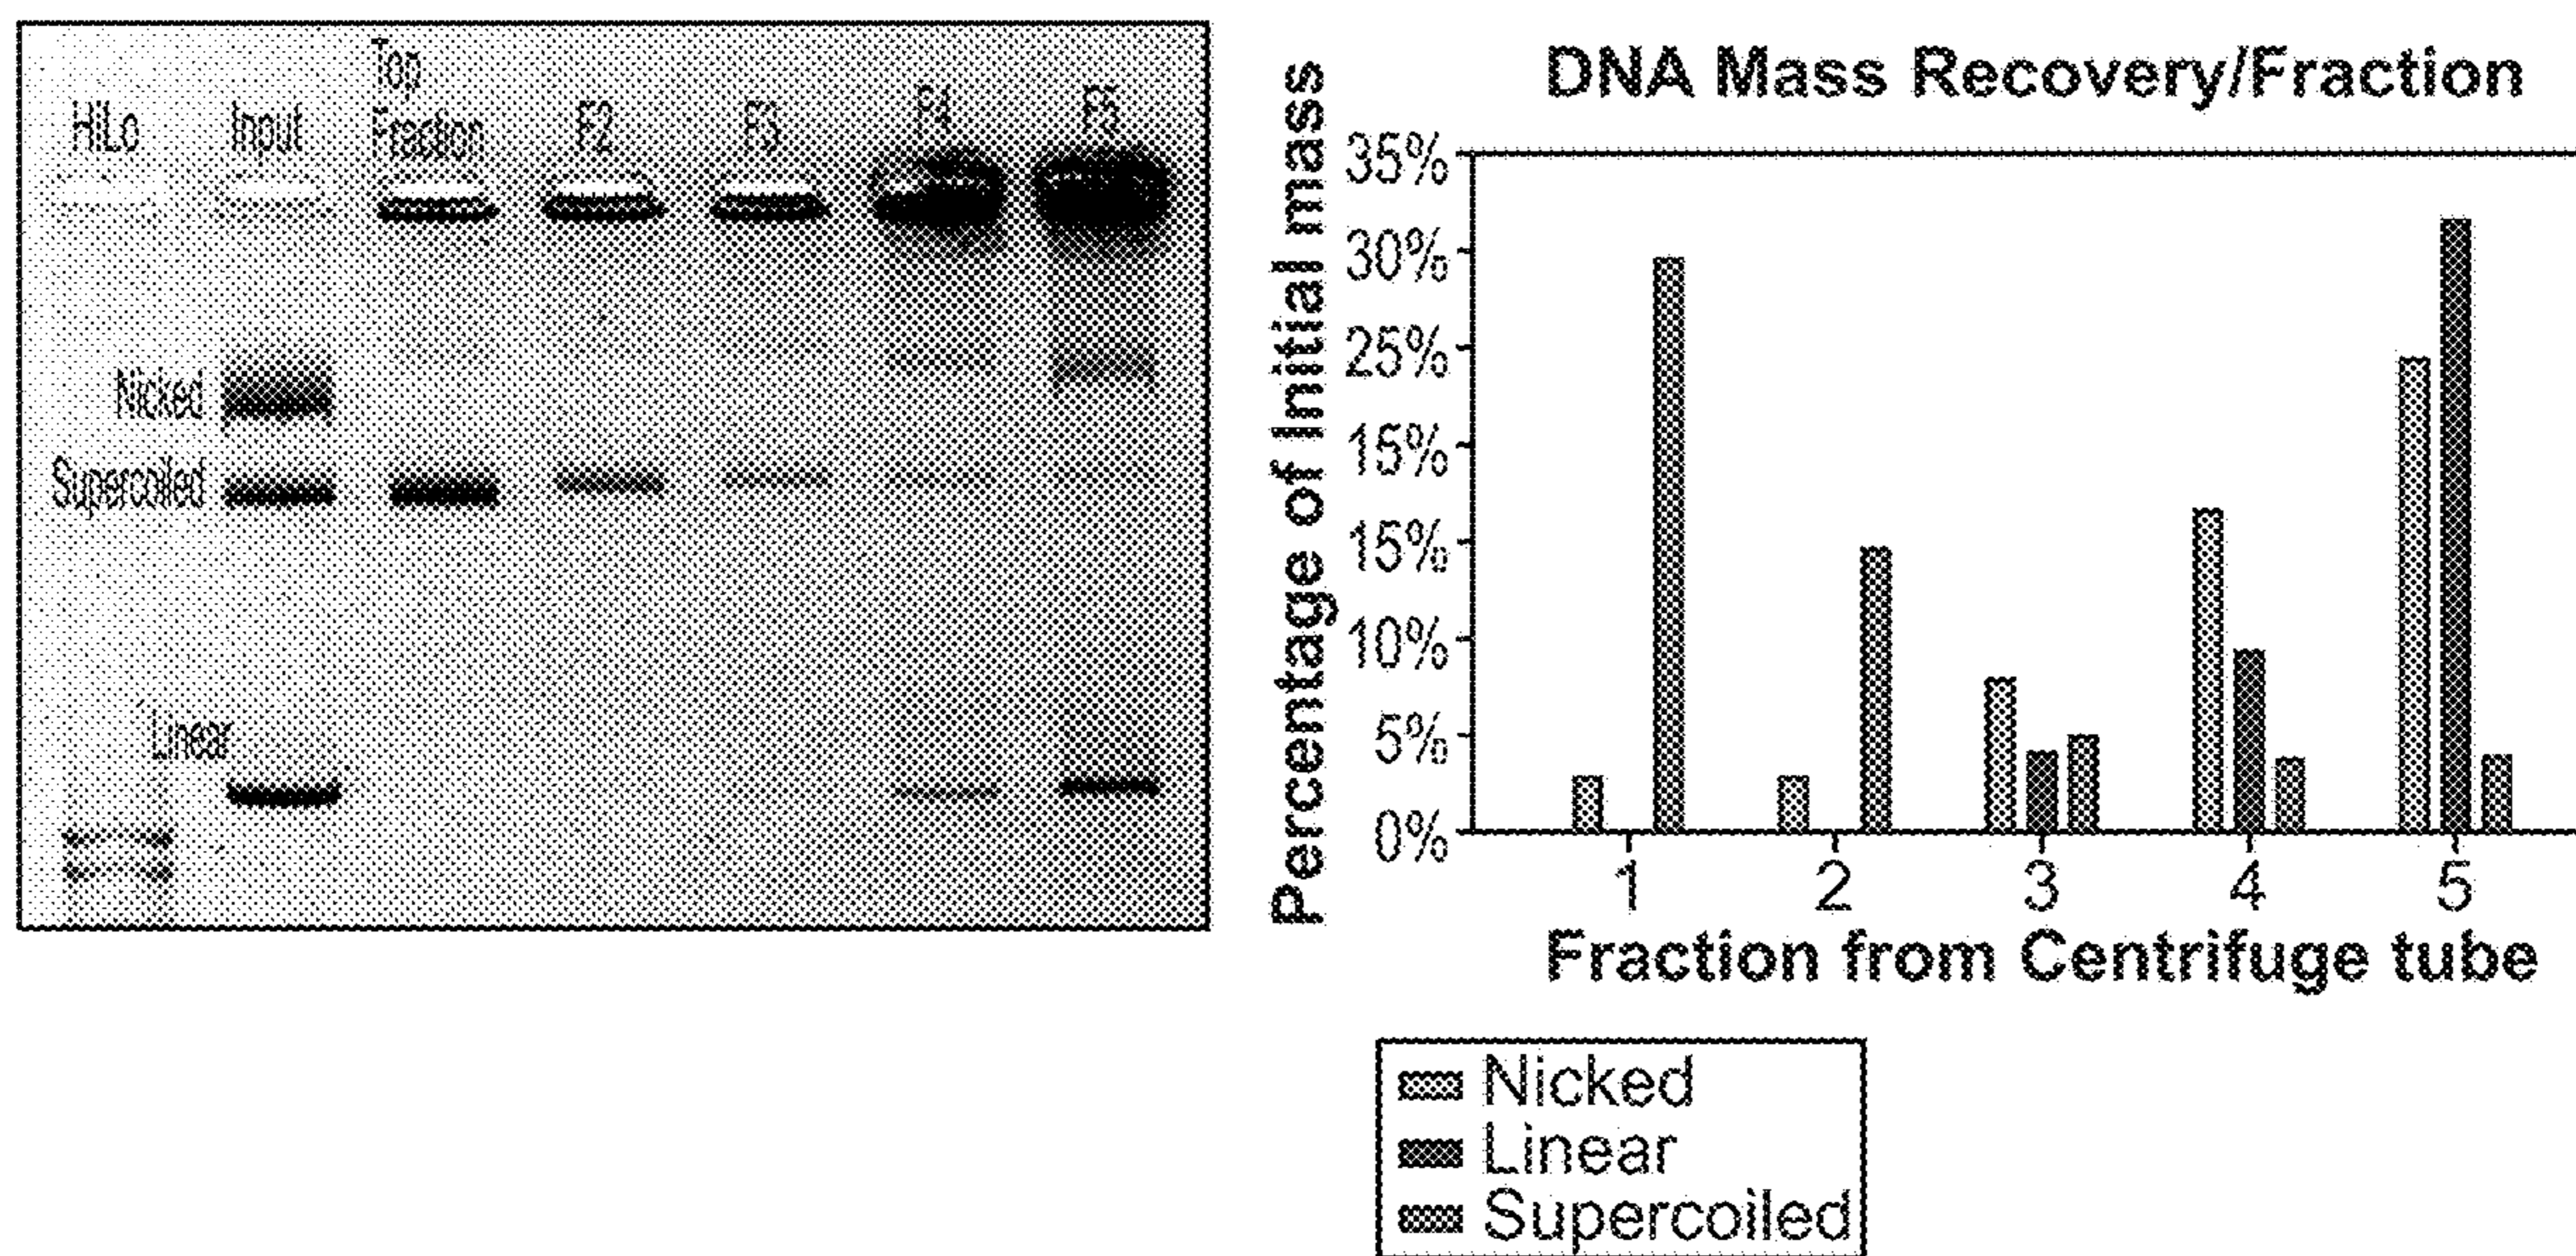 HiLo Input Top Fraction F2 F3 F4 F5
Nicked
Supercoiled
Linear
DNA Mass Recovery/Fraction
Percentage of Initial mass
35%
30%
25%
15%
15%
10%
5%
0%
1 2 3 4 5
Fraction from Centrifuge tube
Nicked
Linear
Supercoiled